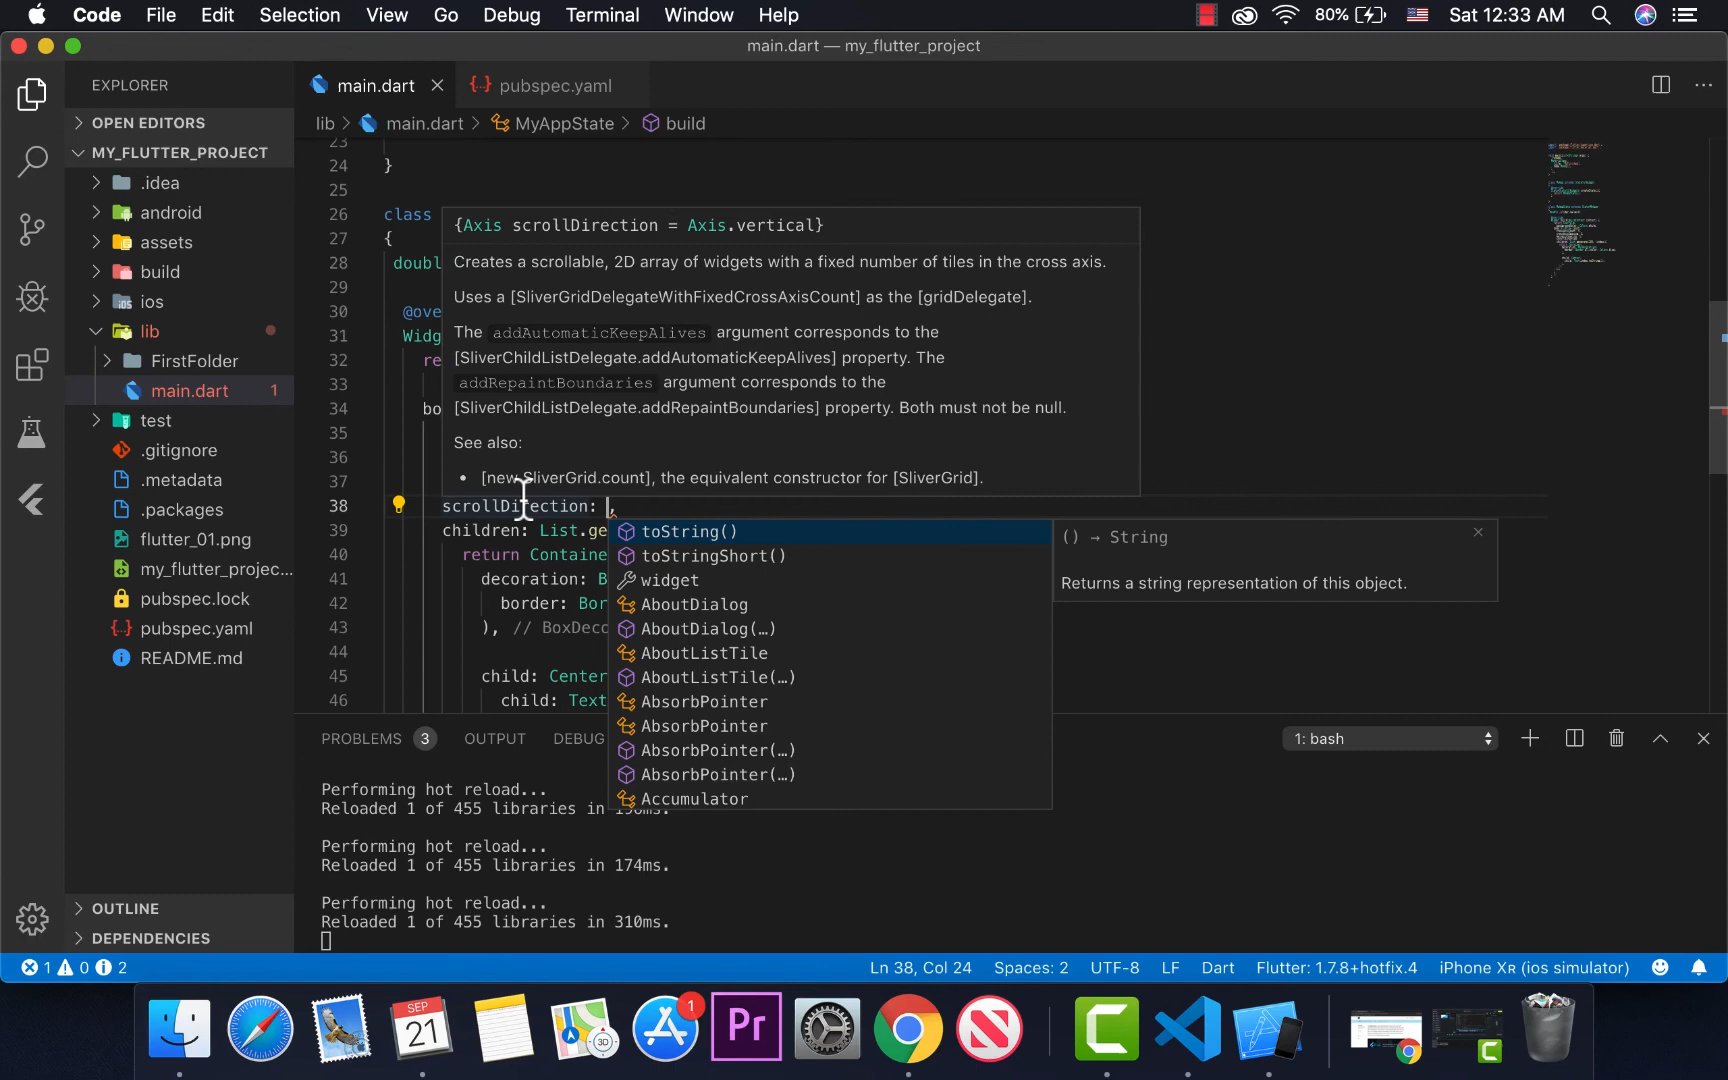 Code File Edit Selection View Go Debug Terminal Window Help 80% Sat 12:33 AM
main.dart — my_flutter_project
EXPLORER
OPEN EDITORS
MY_FLUTTER_PROJECT
.idea
android
assets
build
ios
lib
FirstFolder
main.dart 1
test
.gitignore
.metadata
.packages
flutter_01.png
my_flutter_projec...
pubspec.lock
pubspec.yaml
README.md
OUTLINE
DEPENDENCIES
main.dart pubspec.yaml
lib main.dart MyAppState build
23
24 }
25
26 class
27 {
28 doubl
29
30 @ove
31 Widg
32 re
33
34 bo
35
36
37
38 scrollDirection: ,
39 children: List.ge
40 return Containe
41 decoration: B
42 border: Bor
43 ), // BoxDeco
44
45 child: Center
46 child: Text
{Axis scrollDirection = Axis.vertical}
Creates a scrollable, 2D array of widgets with a fixed number of tiles in the cross axis.
Uses a [SliverGridDelegateWithFixedCrossAxisCount] as the [gridDelegate].
The addAutomaticKeepAlives argument corresponds to the
[SliverChildListDelegate.addAutomaticKeepAlives] property. The
addRepaintBoundaries argument corresponds to the
[SliverChildListDelegate.addRepaintBoundaries] property. Both must not be null.
See also:
• [new SliverGrid.count], the equivalent constructor for [SliverGrid].
toString()
toStringShort()
widget
AboutDialog
AboutDialog(…)
AboutListTile
AboutListTile(…)
AbsorbPointer
AbsorbPointer
AbsorbPointer(…)
AbsorbPointer(…)
Accumulator
() → String
Returns a string representation of this object.
PROBLEMS 3 OUTPUT DEBUG 1: bash
Performing hot reload...
Reloaded 1 of 455 libraries in 198ms.
Performing hot reload...
Reloaded 1 of 455 libraries in 174ms.
Performing hot reload...
Reloaded 1 of 455 libraries in 310ms.
1 0 2 Ln 38, Col 24 Spaces: 2 UTF-8 LF Dart Flutter: 1.7.8+hotfix.4 iPhone XR (ios simulator)
SEP
21
3D
1
Pr